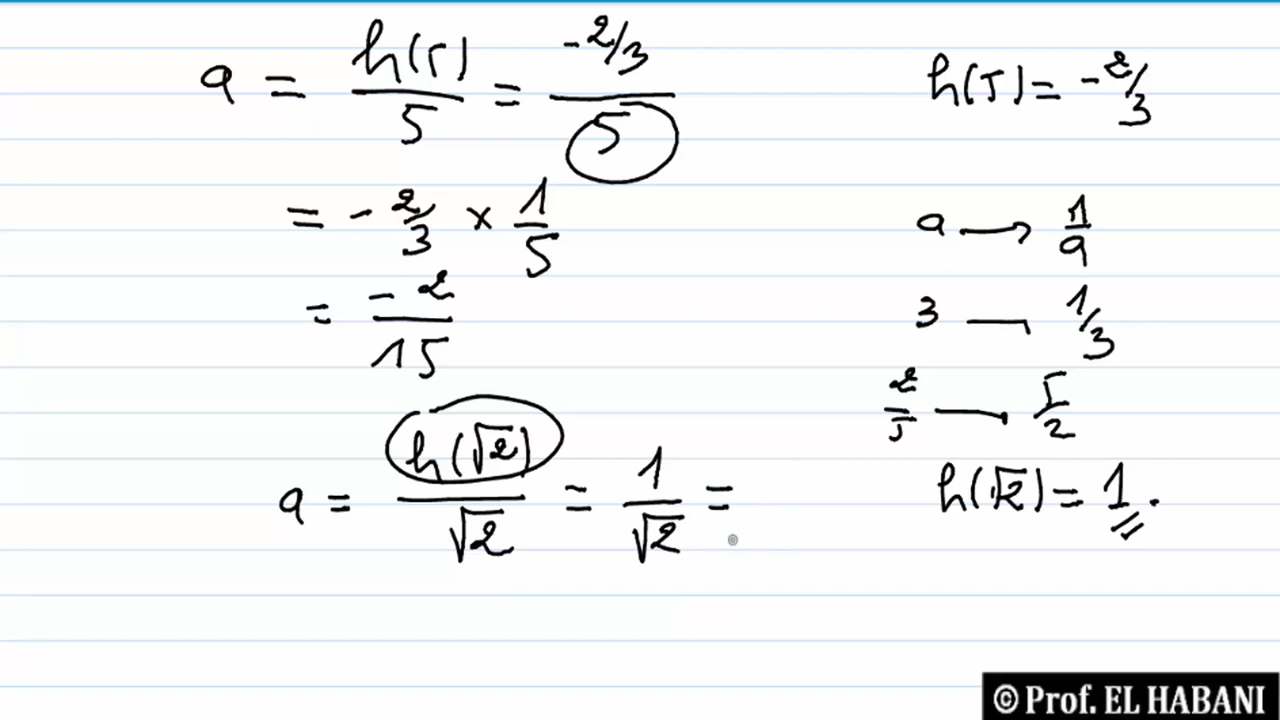 a = h(5)/5 = (-2/3)/5
h(5) = -2/3
= -2/3 × 1/5
a → 1/a
= -2/15
3 — 1/3
2/5 — 5/2
a = h(√2)/√2 = 1/√2 =
h(√2) = 1.
© Prof. EL HABANI